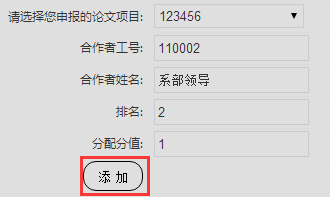 请选择您申报的论文项目: 123456
合作者工号: 110002
合作者姓名: 系部领导
排名: 2
分配分值: 1
添 加